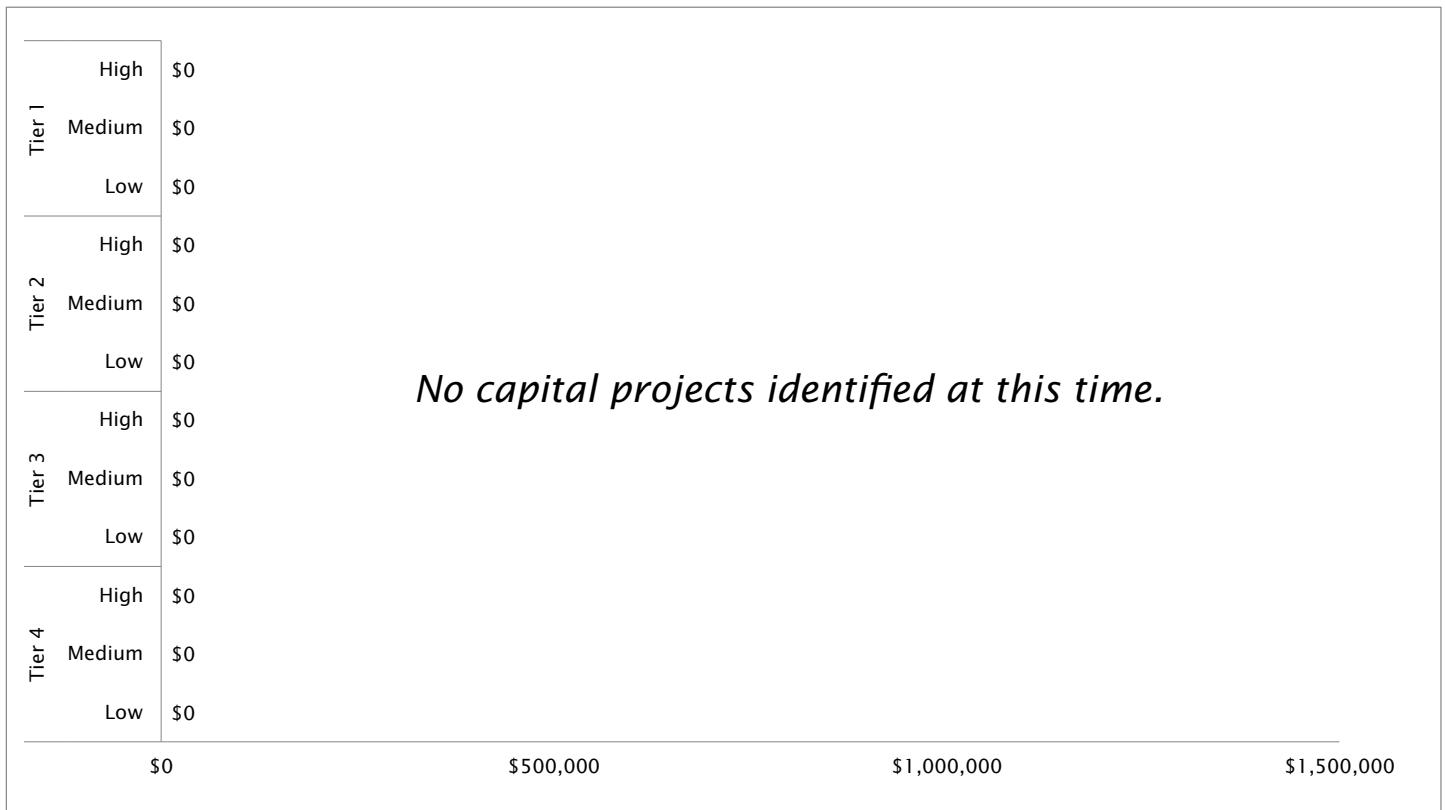 Tier 1
High $0
Medium $0
Low $0
Tier 2
High $0
Medium $0
Low $0
Tier 3
High $0
Medium $0
Low $0
Tier 4
High $0
Medium $0
Low $0
No capital projects identified at this time.
$0 $500,000 $1,000,000 $1,500,000